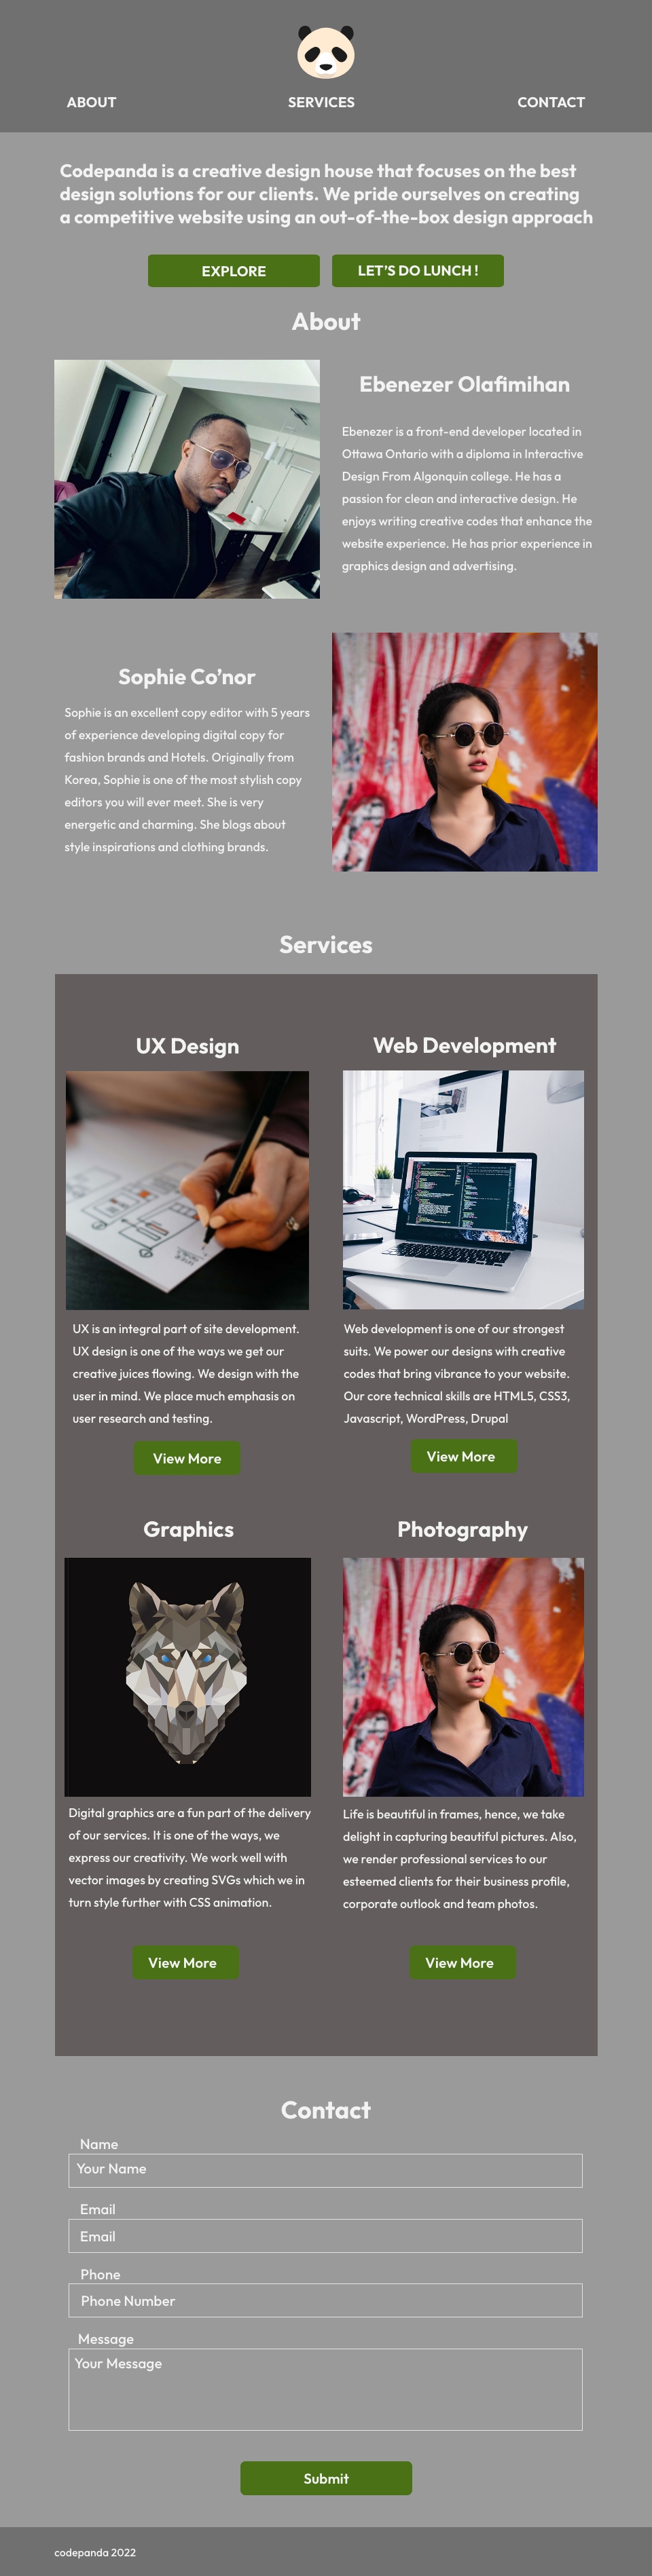 ABOUT
SERVICES
CONTACT
Codepanda is a creative design house that focuses on the best
design solutions for our clients. We pride ourselves on creating
a competitive website using an out-of-the-box design approach
EXPLORE
LET'S DO LUNCH !
About
Ebenezer Olafimihan
Ebenezer is a front-end developer located in
Ottawa Ontario with a diploma in Interactive
Design From Algonquin college. He has a
passion for clean and interactive design. He
enjoys writing creative codes that enhance the
website experience. He has prior experience in
graphics design and advertising.
Sophie Co'nor
Sophie is an excellent copy editor with 5 years
of experience developing digital copy for
fashion brands and Hotels. Originally from
Korea, Sophie is one of the most stylish copy
editors you will ever meet. She is very
energetic and charming. She blogs about
style inspirations and clothing brands.
Services
UX Design
UX is an integral part of site development.
UX design is one of the ways we get our
creative juices flowing. We design with the
user in mind. We place much emphasis on
user research and testing.
View More
Web Development
Web development is one of our strongest
suits. We power our designs with creative
codes that bring vibrance to your website.
Our core technical skills are HTML5, CSS3,
Javascript, WordPress, Drupal
View More
Graphics
Digital graphics are a fun part of the delivery
of our services. It is one of the ways, we
express our creativity. We work well with
vector images by creating SVGs which we in
turn style further with CSS animation.
View More
Photography
Life is beautiful in frames, hence, we take
delight in capturing beautiful pictures. Also,
we render professional services to our
esteemed clients for their business profile,
corporate outlook and team photos.
View More
Contact
Name
Your Name
Email
Email
Phone
Phone Number
Message
Your Message
Submit
codepanda 2022